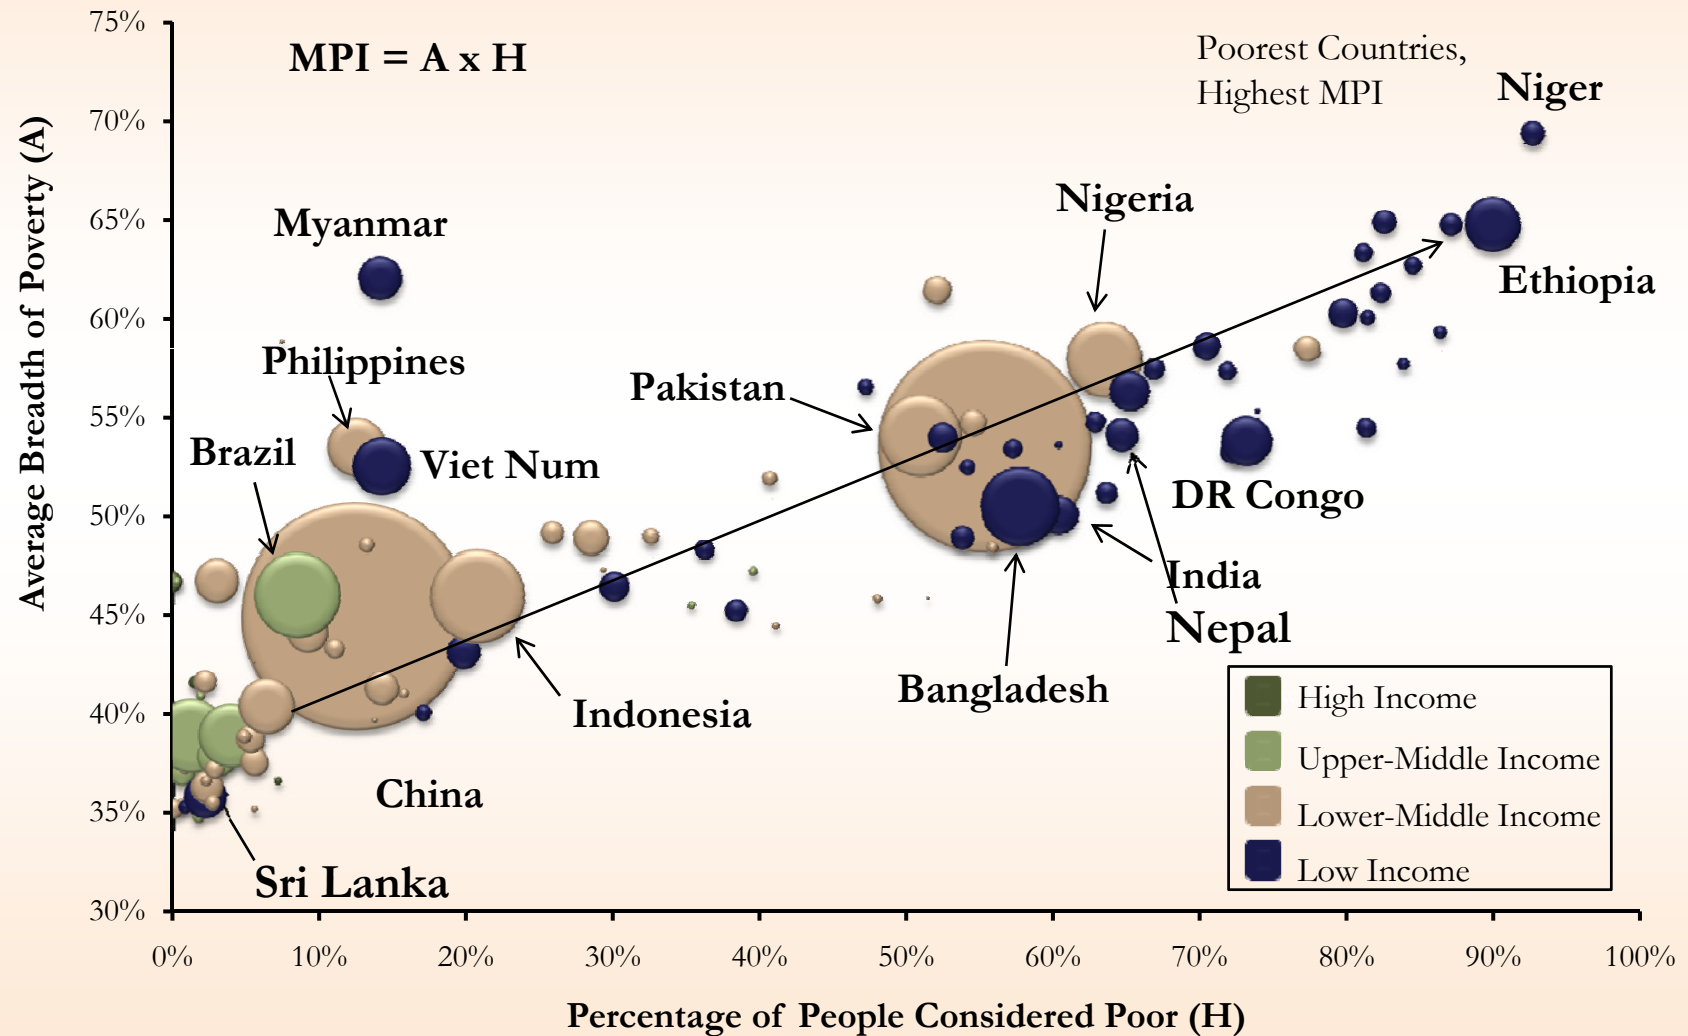 MPI = A x H
Poorest Countries,
Highest MPI
Niger
Nigeria
Myanmar
Ethiopia
Philippines
Pakistan
Brazil
Viet Num
DR Congo
India
Nepal
Bangladesh
Indonesia
China
Sri Lanka
High Income
Upper-Middle Income
Lower-Middle Income
Low Income
Average Breadth of Poverty (A)
75%
70%
65%
60%
55%
50%
45%
40%
35%
30%
0% 10% 20% 30% 40% 50% 60% 70% 80% 90% 100%
Percentage of People Considered Poor (H)